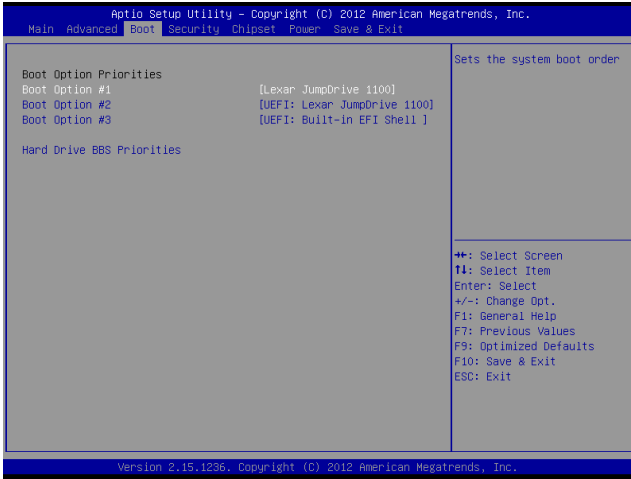 Aptio Setup Utility – Copyright (C) 2012 American Megatrends, Inc.
Main Advanced Boot Security Chipset Power Save & Exit
Boot Option Priorities
Boot Option #1 [Lexar JumpDrive 1100]
Boot Option #2 [UEFI: Lexar JumpDrive 1100]
Boot Option #3 [UEFI: Built-in EFI Shell ]
Hard Drive BBS Priorities
Sets the system boot order
→←: Select Screen
↑↓: Select Item
Enter: Select
+/-: Change Opt.
F1: General Help
F7: Previous Values
F9: Optimized Defaults
F10: Save & Exit
ESC: Exit
Version 2.15.1236. Copyright (C) 2012 American Megatrends, Inc.